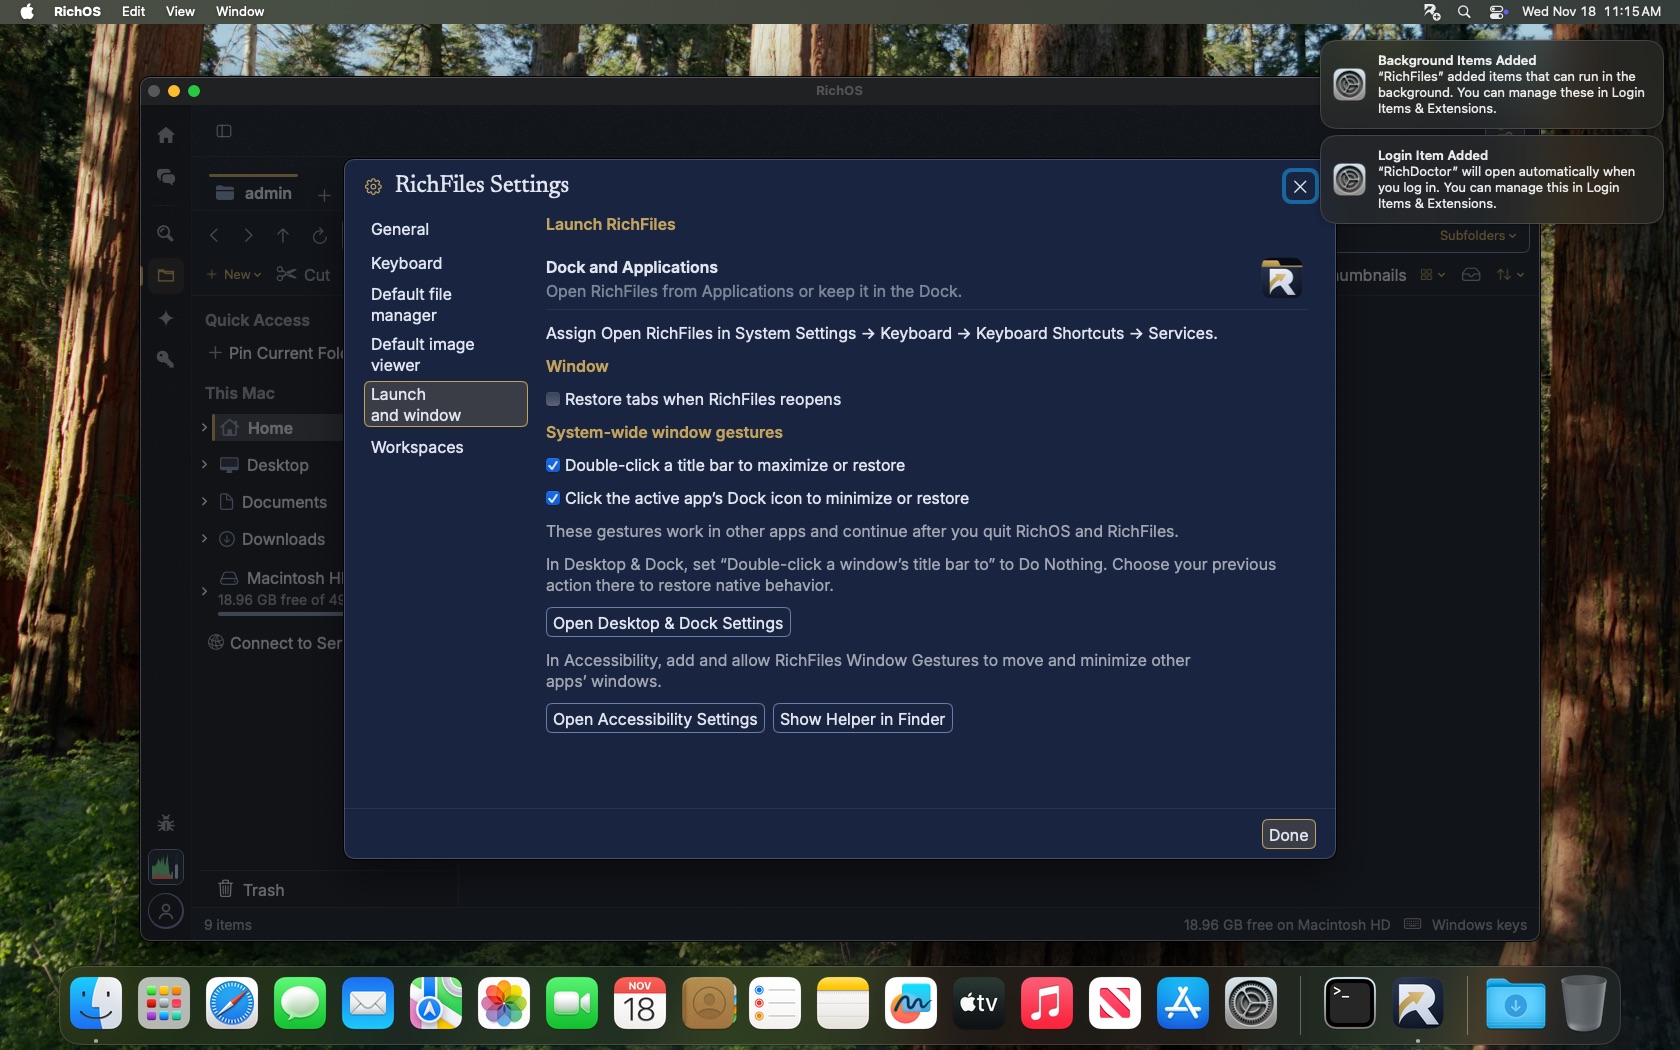 RichOS Edit View Window
Wed Nov 18 11:15 AM
Background Items Added
“RichFiles” added items that can run in the
background. You can manage these in Login
Items & Extensions.
Login Item Added
“RichDoctor” will open automatically when
you log in. You can manage this in Login
Items & Extensions.
RichOS
admin
New
Cut
Subfolders
Quick Access
Pin Current
This Mac
Home
Desktop
Documents
Downloads
Macintosh
18.96 GB free of
Connect to
Trash
9 items
RichFiles Settings
General
Keyboard
Default file
manager
Default image
viewer
Launch
and window
Workspaces
Launch RichFiles
Dock and Applications
Open RichFiles from Applications or keep it in the Dock.
Assign Open RichFiles in System Settings → Keyboard → Keyboard Shortcuts → Services.
Window
Restore tabs when RichFiles reopens
System-wide window gestures
Double-click a title bar to maximize or restore
Click the active app’s Dock icon to minimize or restore
These gestures work in other apps and continue after you quit RichOS and RichFiles.
In Desktop & Dock, set “Double-click a window’s title bar to” to Do Nothing. Choose your previous
action there to restore native behavior.
Open Desktop & Dock Settings
In Accessibility, add and allow RichFiles Window Gestures to move and minimize other
apps’ windows.
Open Accessibility Settings
Show Helper in Finder
Done
18.96 GB free on Macintosh HD
Windows keys
NOV
18
tv